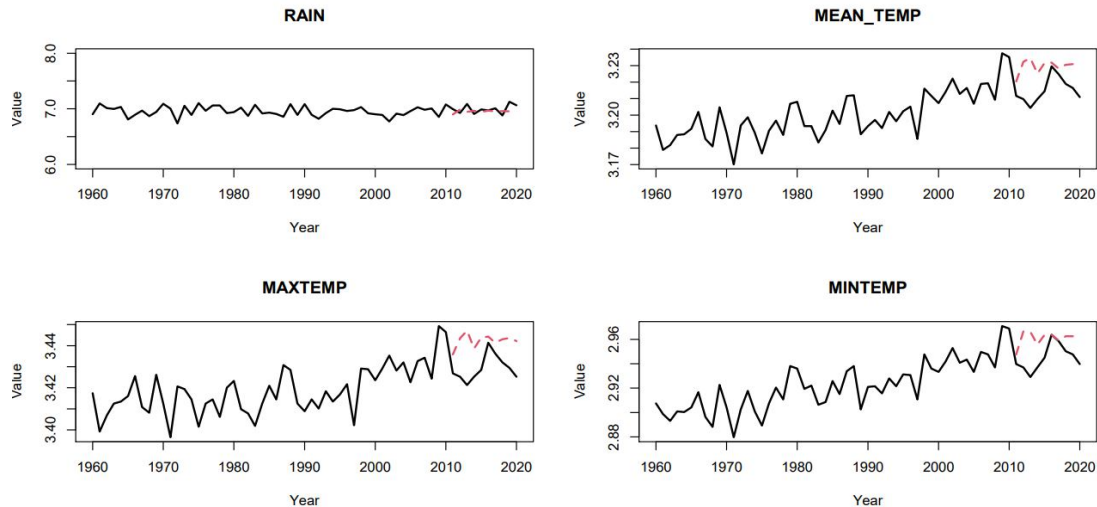 RAIN
Value
8.0
7.0
6.0
1960 1970 1980 1990 2000 2010 2020
Year
MEAN_TEMP
Value
3.23
3.20
3.17
1960 1970 1980 1990 2000 2010 2020
Year
MAXTEMP
Value
3.44
3.42
3.40
1960 1970 1980 1990 2000 2010 2020
Year
MINTEMP
Value
2.96
2.92
2.88
1960 1970 1980 1990 2000 2010 2020
Year